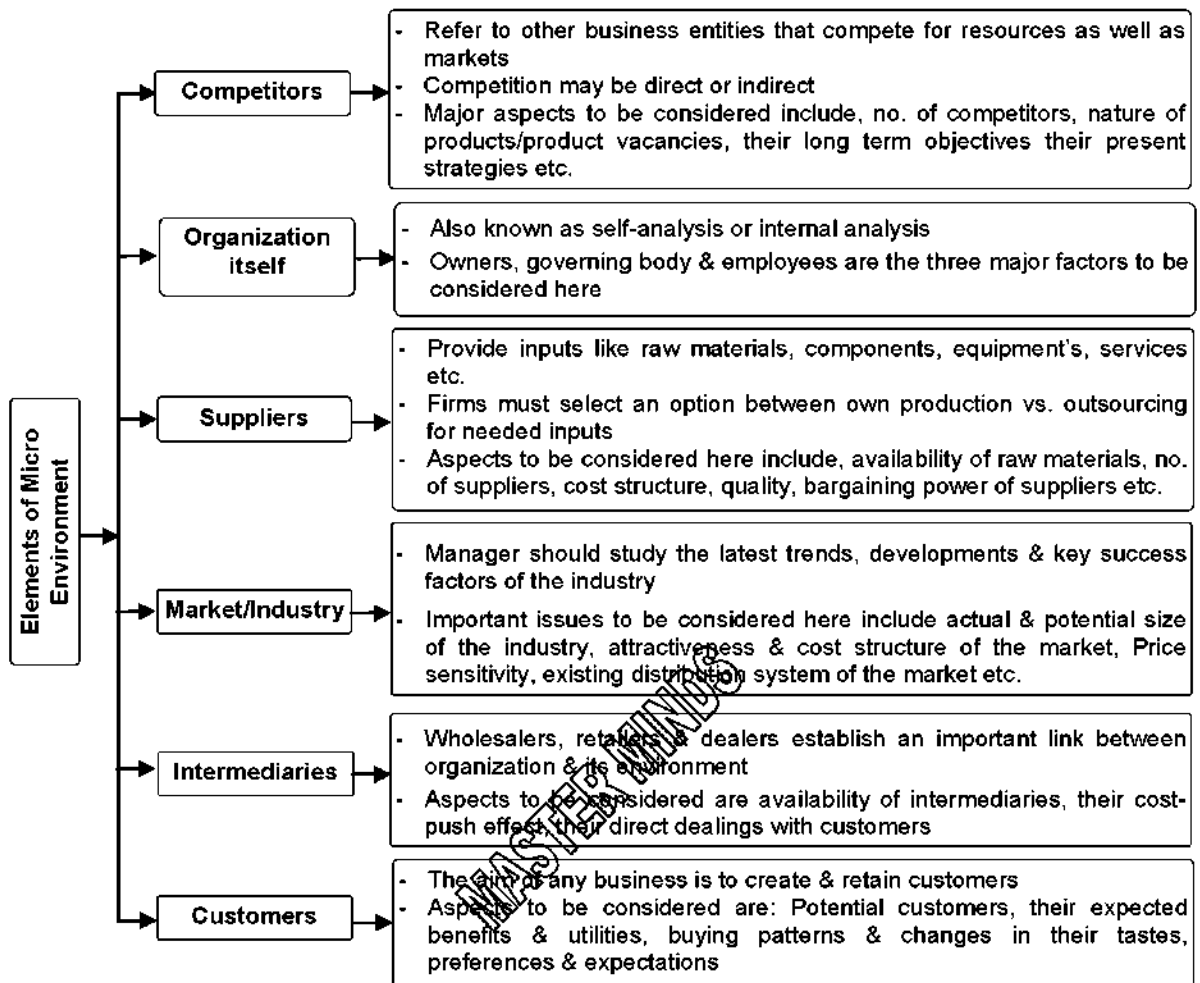 Elements of Micro
Environment
Competitors
- Refer to other business entities that compete for resources as well as
markets
- Competition may be direct or indirect
- Major aspects to be considered include, no. of competitors, nature of
products/product vacancies, their long term objectives their present
strategies etc.
Organization
itself
- Also known as self-analysis or internal analysis
- Owners, governing body & employees are the three major factors to be
considered here
Suppliers
- Provide inputs like raw materials, components, equipment's, services
etc.
- Firms must select an option between own production vs. outsourcing
for needed inputs
- Aspects to be considered here include, availability of raw materials, no.
of suppliers, cost structure, quality, bargaining power of suppliers etc.
Market/Industry
- Manager should study the latest trends, developments & key success
factors of the industry
- Important issues to be considered here include actual & potential size
of the industry, attractiveness & cost structure of the market, Price
sensitivity, existing distribution system of the market etc.
Intermediaries
- Wholesalers, retailers & dealers establish an important link between
organization & its environment
- Aspects to be considered are availability of intermediaries, their cost-
push effect, their direct dealings with customers
Customers
- The aim of any business is to create & retain customers
- Aspects to be considered are: Potential customers, their expected
benefits & utilities, buying patterns & changes in their tastes,
preferences & expectations
MASTER MINDS